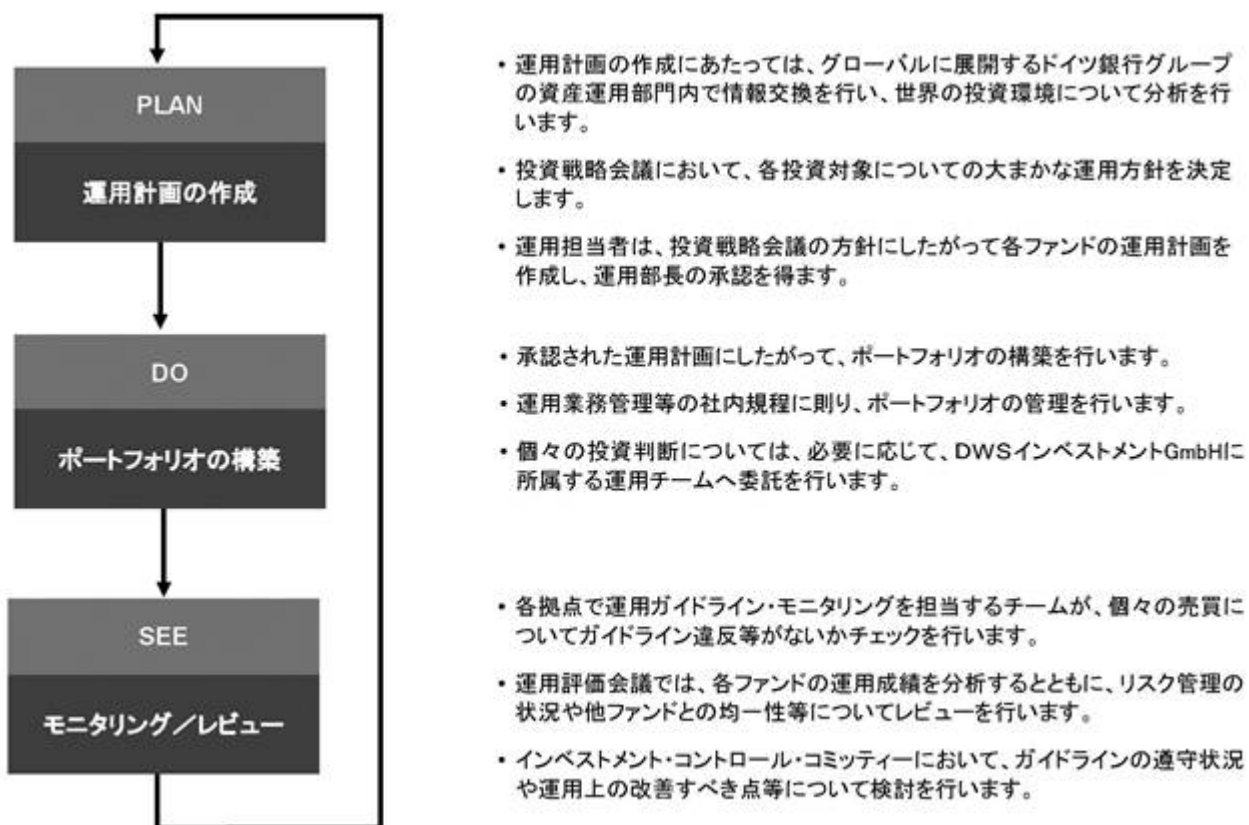 PLAN
運用計画の作成
・運用計画の作成にあたっては、グローバルに展開するドイツ銀行グループ
の資産運用部門内で情報交換を行い、世界の投資環境について分析を行
います。
・投資戦略会議において、各投資対象についての大まかな運用方針を決定
します。
・運用担当者は、投資戦略会議の方針にしたがって各ファンドの運用計画を
作成し、運用部長の承認を得ます。
DO
ポートフォリオの構築
・承認された運用計画にしたがって、ポートフォリオの構築を行います。
・運用業務管理等の社内規程に則り、ポートフォリオの管理を行います。
・個々の投資判断については、必要に応じて、DWSインベストメントGmbHに
所属する運用チームへ委託を行います。
SEE
モニタリング／レビュー
・各拠点で運用ガイドライン・モニタリングを担当するチームが、個々の売買に
ついてガイドライン違反等がないかチェックを行います。
・運用評価会議では、各ファンドの運用成績を分析するとともに、リスク管理の
状況や他ファンドとの均一性等についてレビューを行います。
・インベストメント・コントロール・コミッティーにおいて、ガイドラインの遵守状況
や運用上の改善すべき点等について検討を行います。